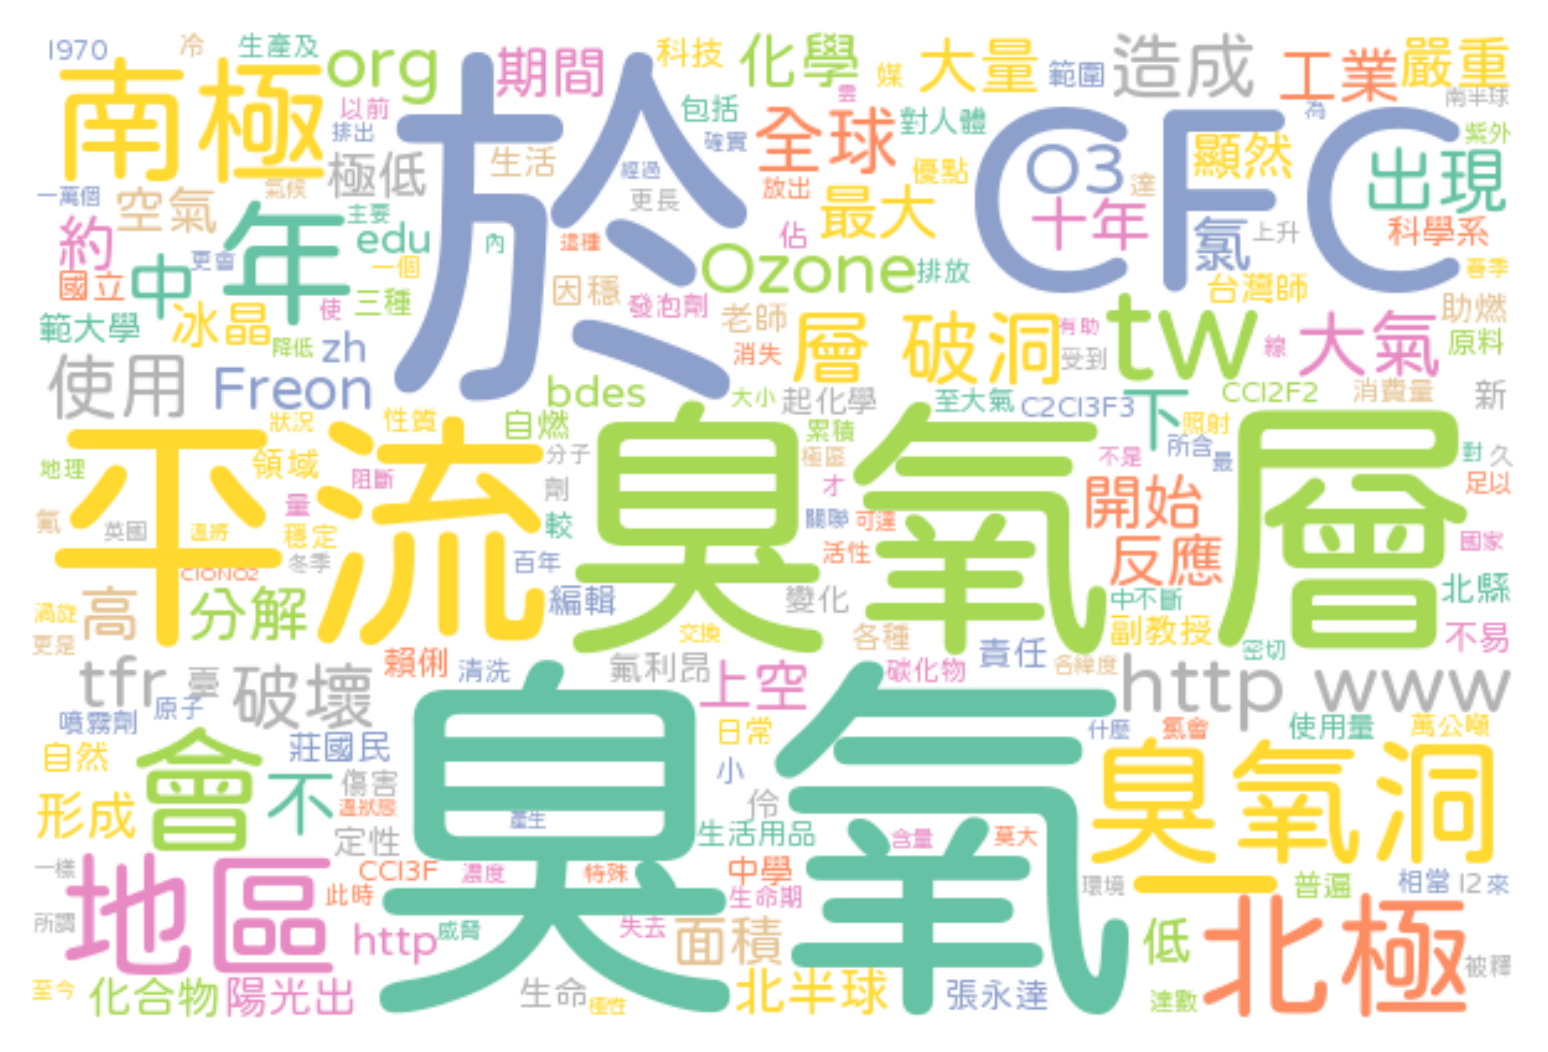 1970
冷
生產及
org
期間
科技
化學
媒
大量
範圍
造成
工業
嚴重
南極
以前
排出
於
包括
確實
雲
全球
對人體
CFC
為
南半球
紫外
一萬個
空氣
氣候
極低
生活
經過
更長
放出
最大
優點
O3
達
十年
顯然
出現
約
更會
年
主要
edu
內
這種
佔
Ozone
排放
氯
上升
科學系
國立
中
一個
三種
使
因穩
發泡劑
台灣師
春季
範大學
冰晶
降低
zh
老師
消失
層
破洞
有助
受到
tw
線
大氣
助燃
原料
使用
Freon
bdes
大小
起化學
至大氣
C2Cl3F3
下
CCl2F2
消費量
新
平流
狀況
性質
自燃
臭氧層
累積
照射
所含
最
對
久
地理
領域
阻斷
分子
極區
不是
足以
量
劑
才
開始
氟
英國
溫將
穩定
較
關聯
可達
國家
ClONO2
冬季
百年
活性
反應
渦旋
高
分解
編輯
變化
中不斷
北縣
更是
交換
各種
副教授
密切
不易
tfr
臺
破壞
賴俐
清洗
氟利昂
上空
碳化物
責任
各緯度
http
www
噴霧劑
原子
臭氧
日常
什麼
氯會
使用量
萬公噸
自然
會
莊國民
小
臭氧洞
形成
不
傷害
溫狀態
產生
伶
定性
生活用品
含量
莫大
一樣
地區
CCl3F
濃度
特殊
中學
環境
一
普遍
相當
12
來
此時
生命期
所謂
http
威脅
失去
面積
低
北極
被釋
至今
化合物
陽光出
生命
極性
北半球
張永達
達數